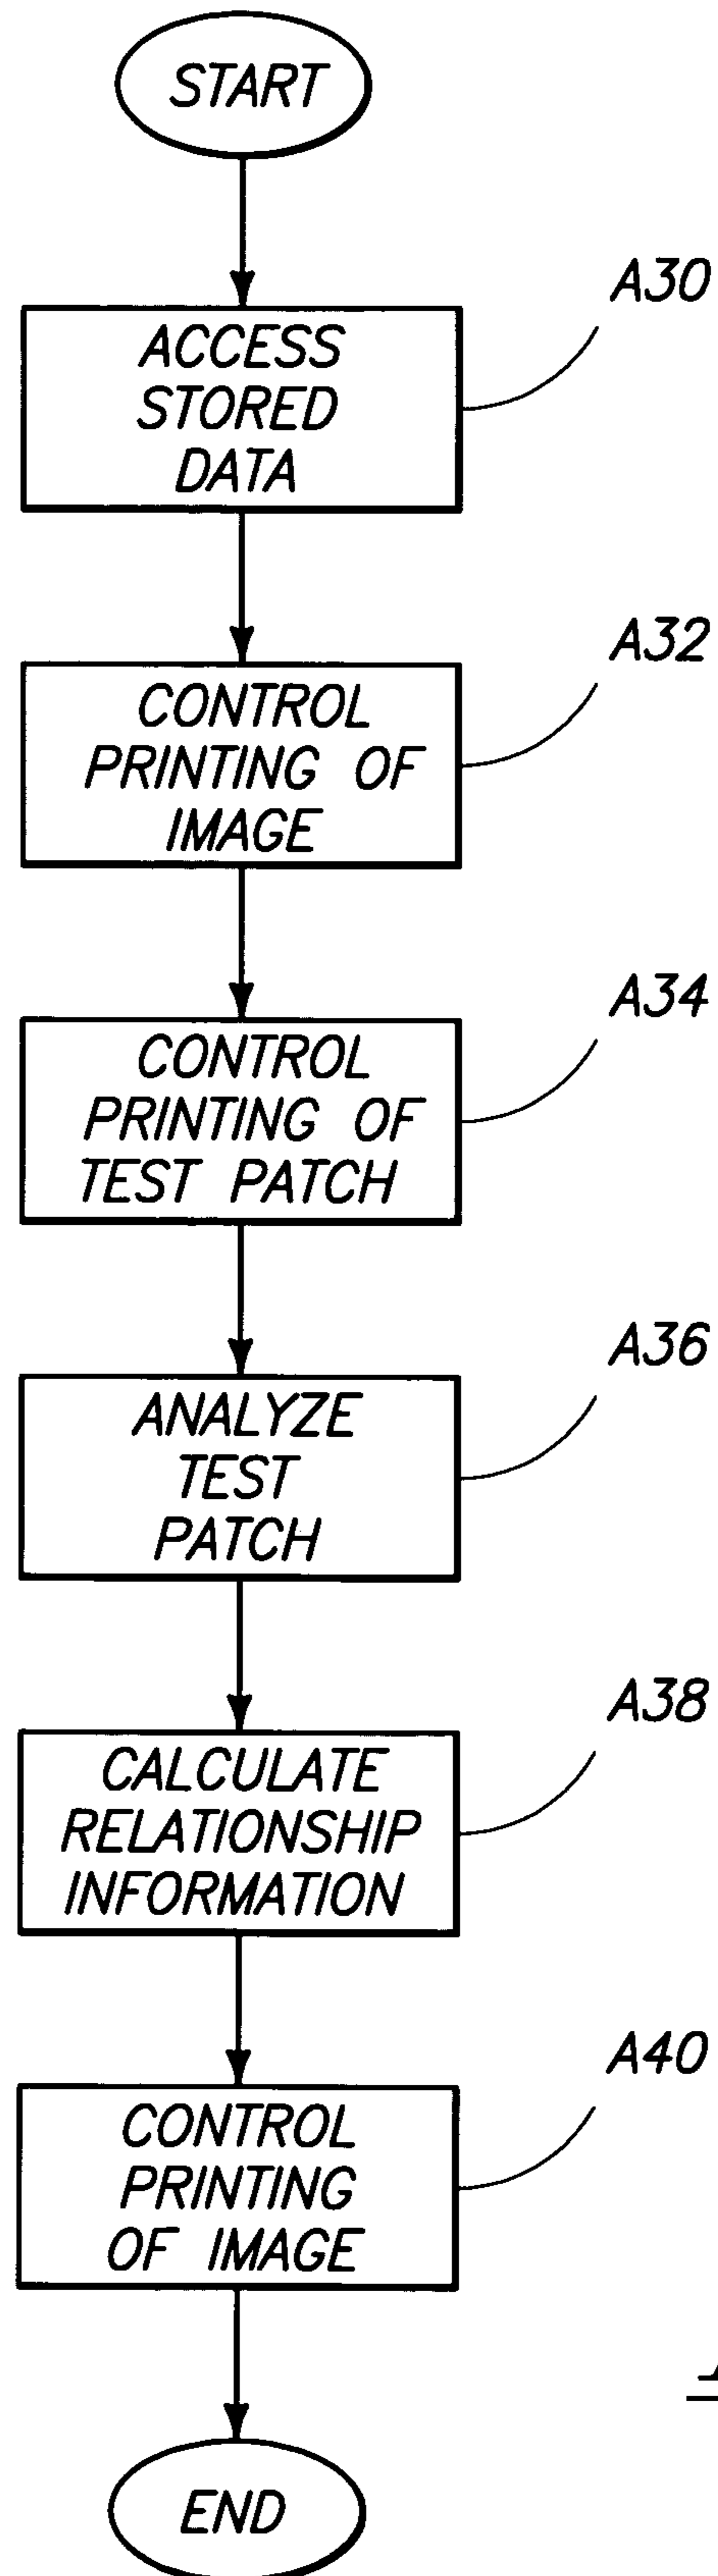 START
A30
ACCESS
STORED
DATA
A32
CONTROL
PRINTING OF
IMAGE
A34
CONTROL
PRINTING OF
TEST PATCH
A36
ANALYZE
TEST
PATCH
A38
CALCULATE
RELATIONSHIP
INFORMATION
A40
CONTROL
PRINTING
OF IMAGE
END